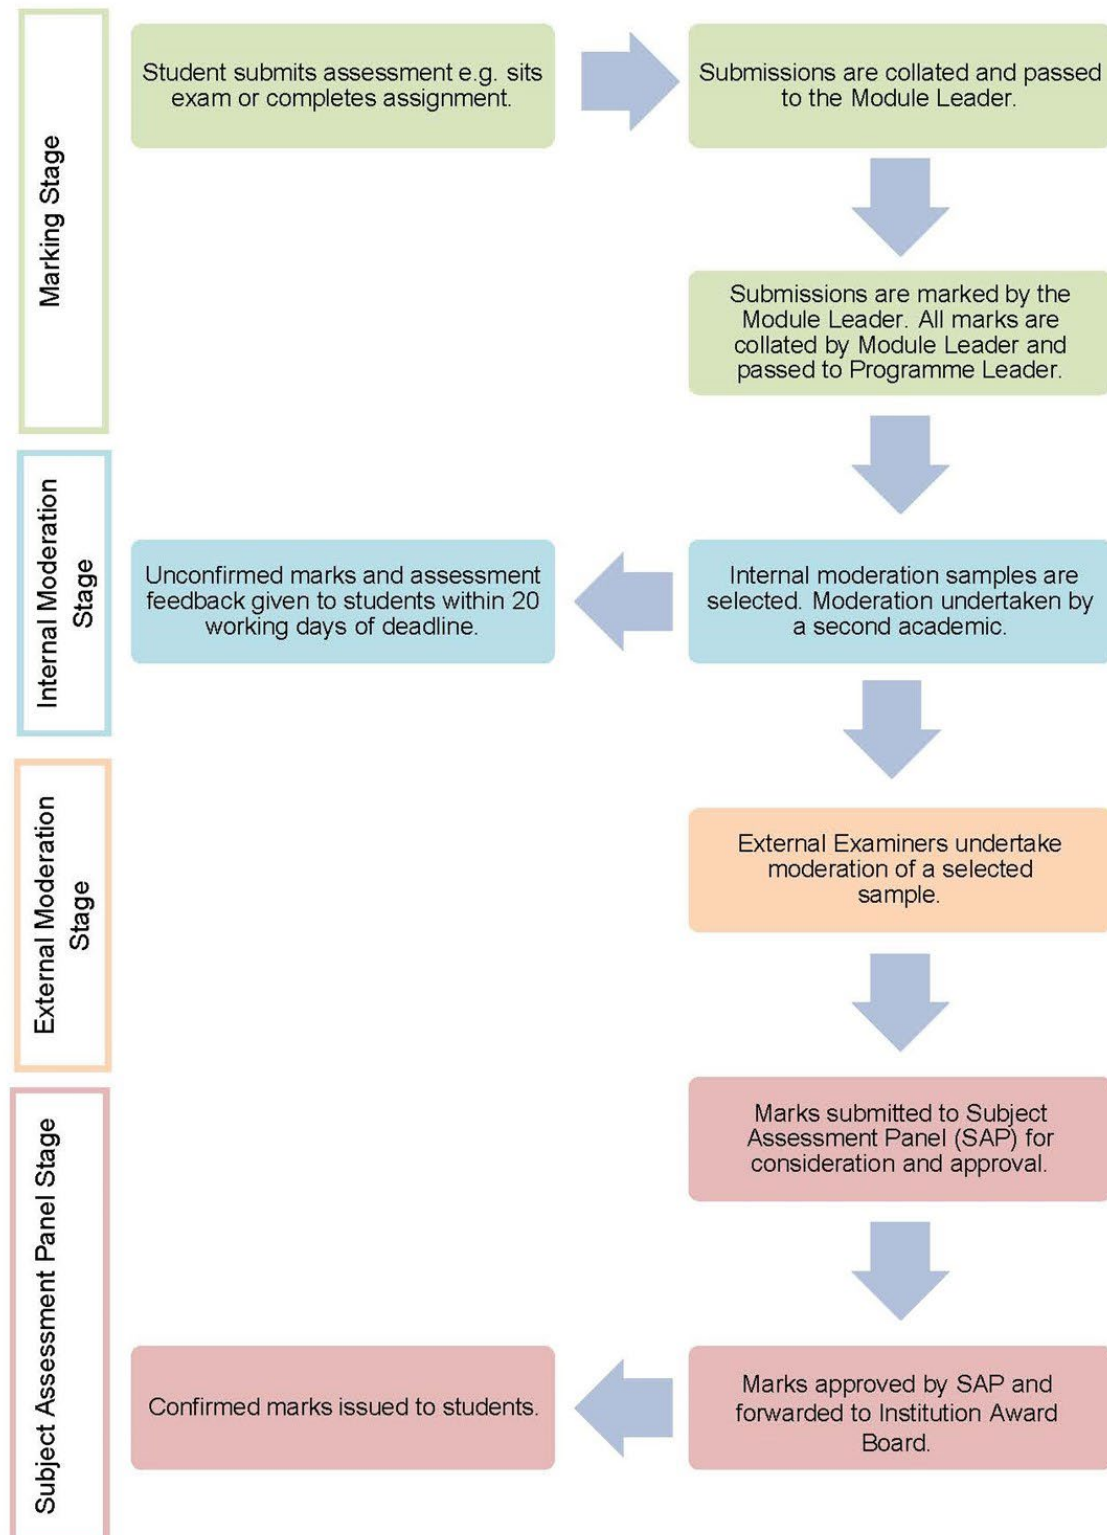 Marking Stage
Student submits assessment e.g. sits
exam or completes assignment.
Submissions are collated and passed
to the Module Leader.
Submissions are marked by the
Module Leader. All marks are
collated by Module Leader and
passed to Programme Leader.
Internal Moderation
Stage
Internal moderation samples are
selected. Moderation undertaken by
a second academic.
Unconfirmed marks and assessment
feedback given to students within 20
working days of deadline.
External Moderation
Stage
External Examiners undertake
moderation of a selected
sample.
Subject Assessment Panel Stage
Marks submitted to Subject
Assessment Panel (SAP) for
consideration and approval.
Marks approved by SAP and
forwarded to Institution Award
Board.
Confirmed marks issued to students.